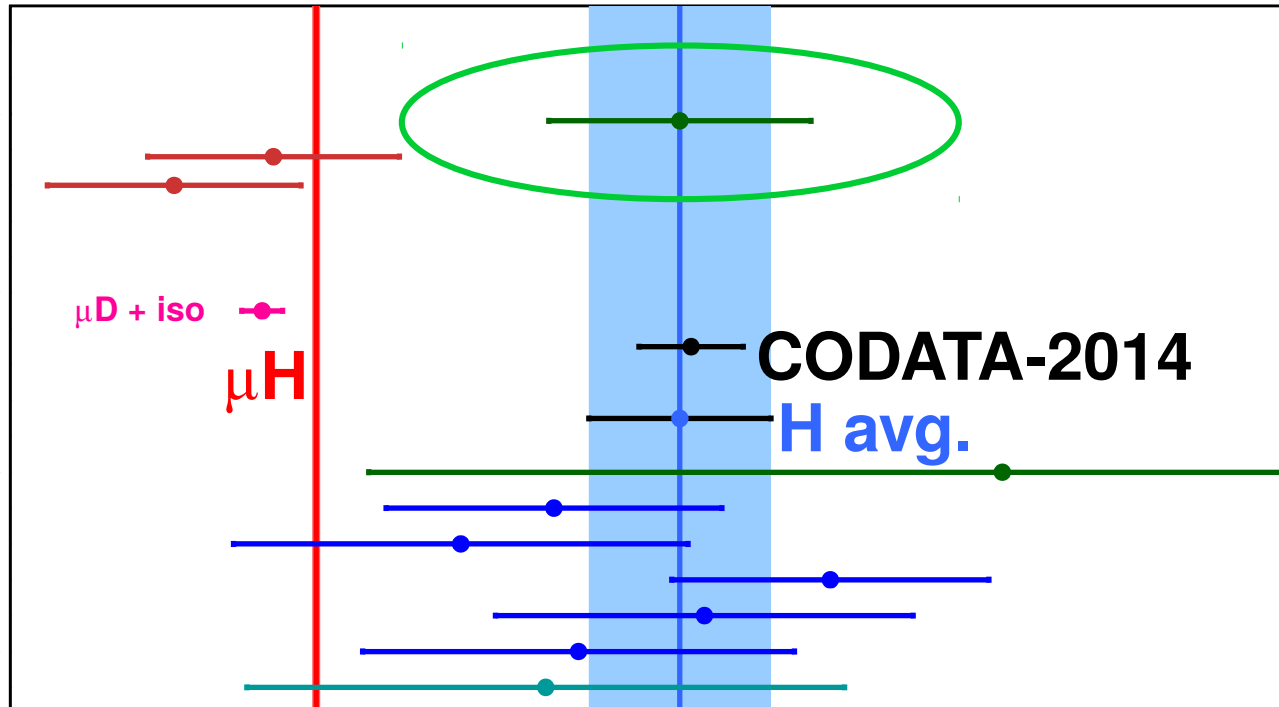 μD + iso
CODATA-2014
μH
H avg.